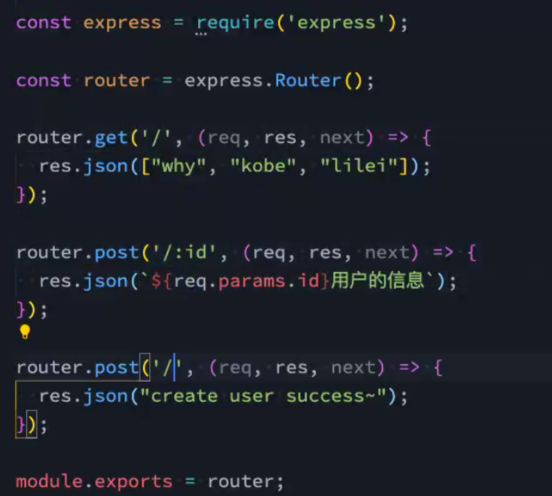 const express = require('express');
const router = express.Router();
router.get('/', (req, res, next) => {
res.json(["why", "kobe", "lilei"]);
});
router.post('/:id', (req, res, next) => {
res.json(`${req.params.id}用户的信息`);
});
router.post('/', (req, res, next) => {
res.json("create user success~");
});
module.exports = router;